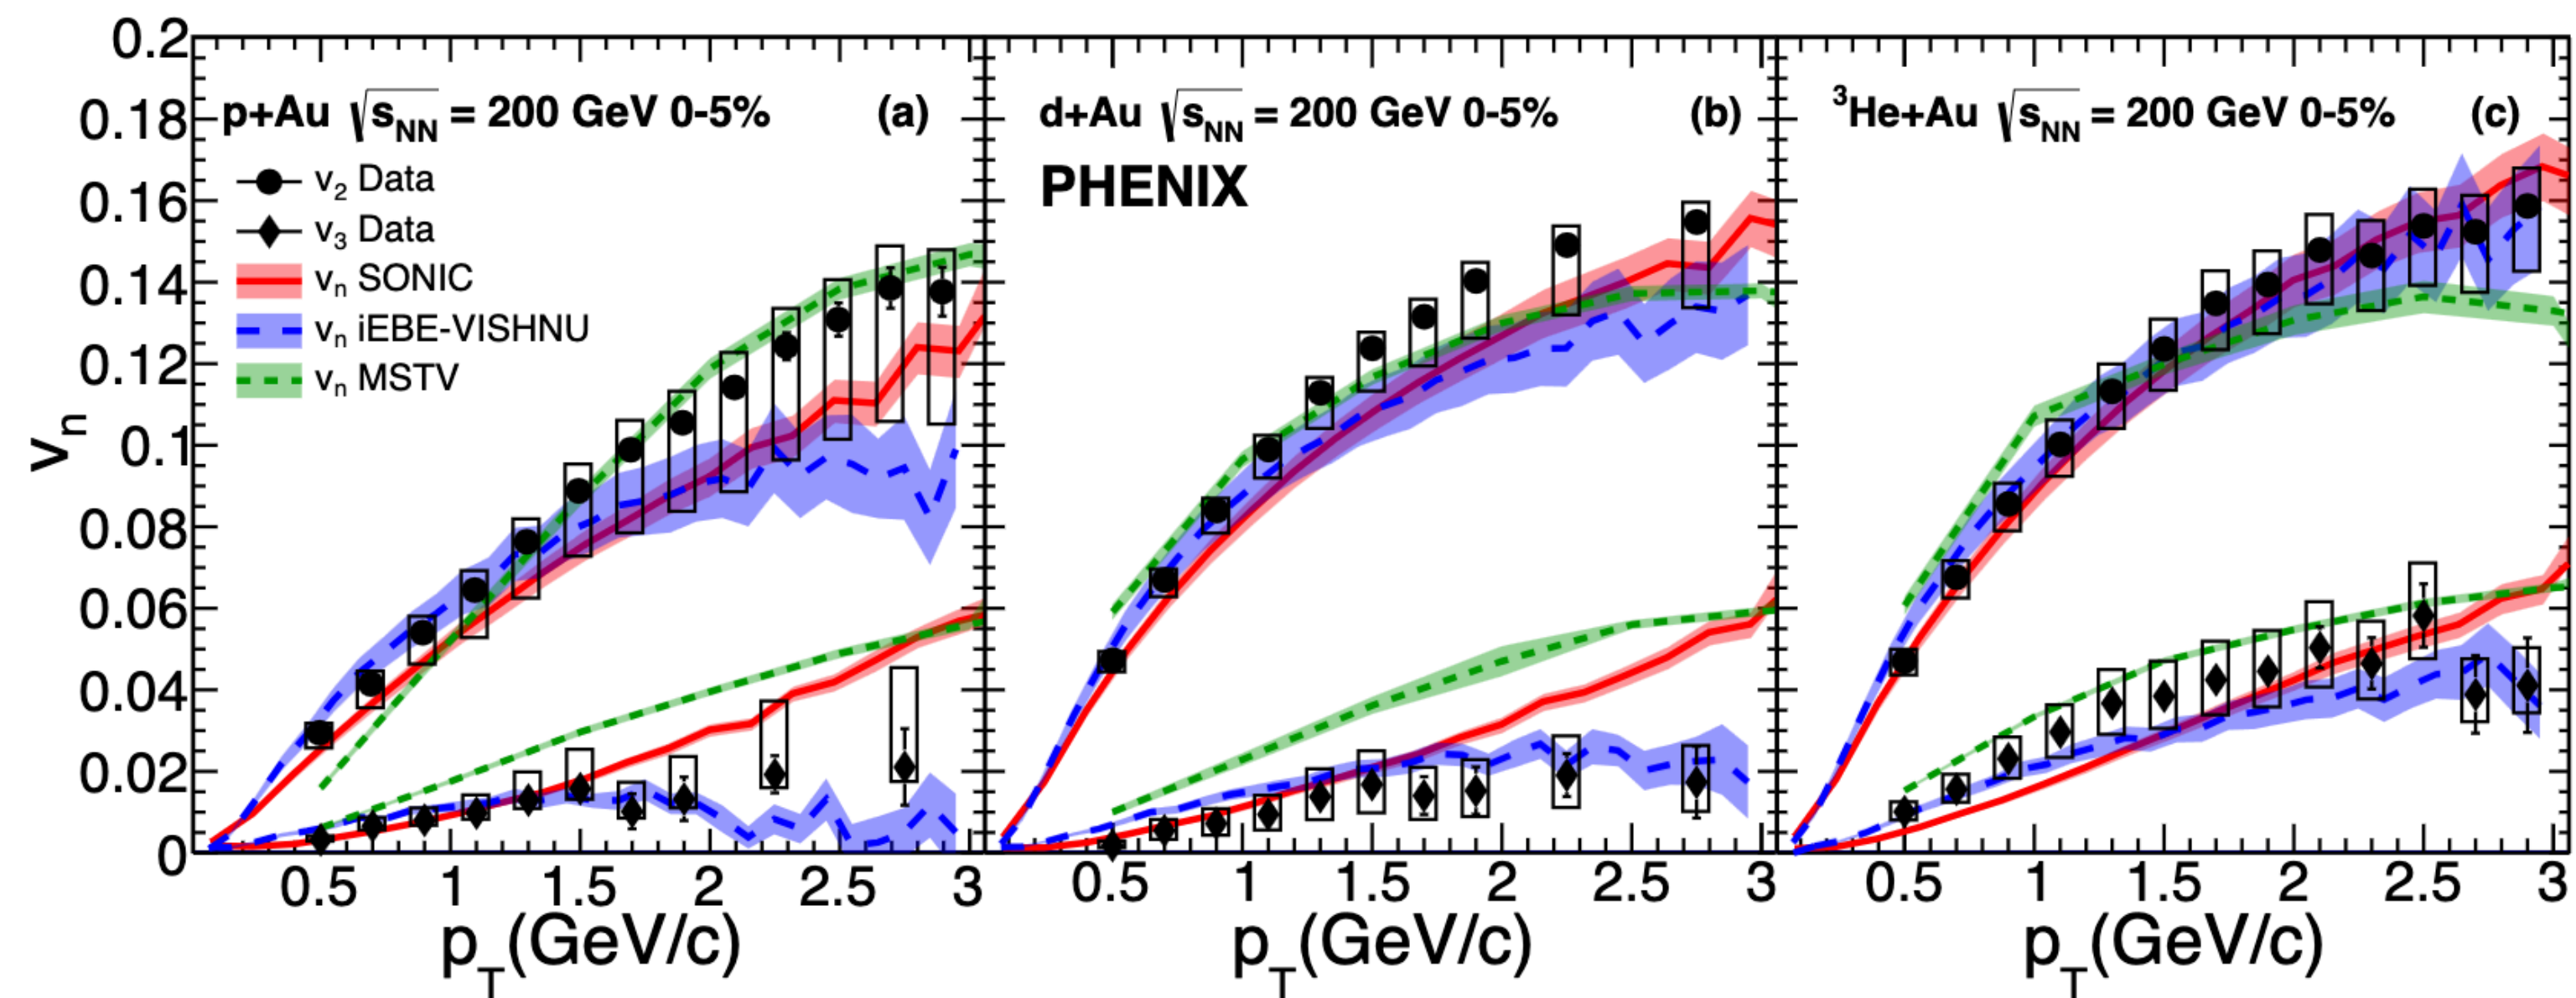 0.2
0.18
0.16
0.14
0.12
0.1
0.08
0.06
0.04
0.02
0
vn
p+Au √sNN = 200 GeV 0-5% (a)
v2 Data
v3 Data
vn SONIC
vn iEBE-VISHNU
vn MSTV
0.5 1 1.5 2 2.5 3
pT(GeV/c)
d+Au √sNN = 200 GeV 0-5% (b)
PHENIX
0.5 1 1.5 2 2.5 3
pT(GeV/c)
3He+Au √sNN = 200 GeV 0-5% (c)
0.5 1 1.5 2 2.5 3
pT(GeV/c)